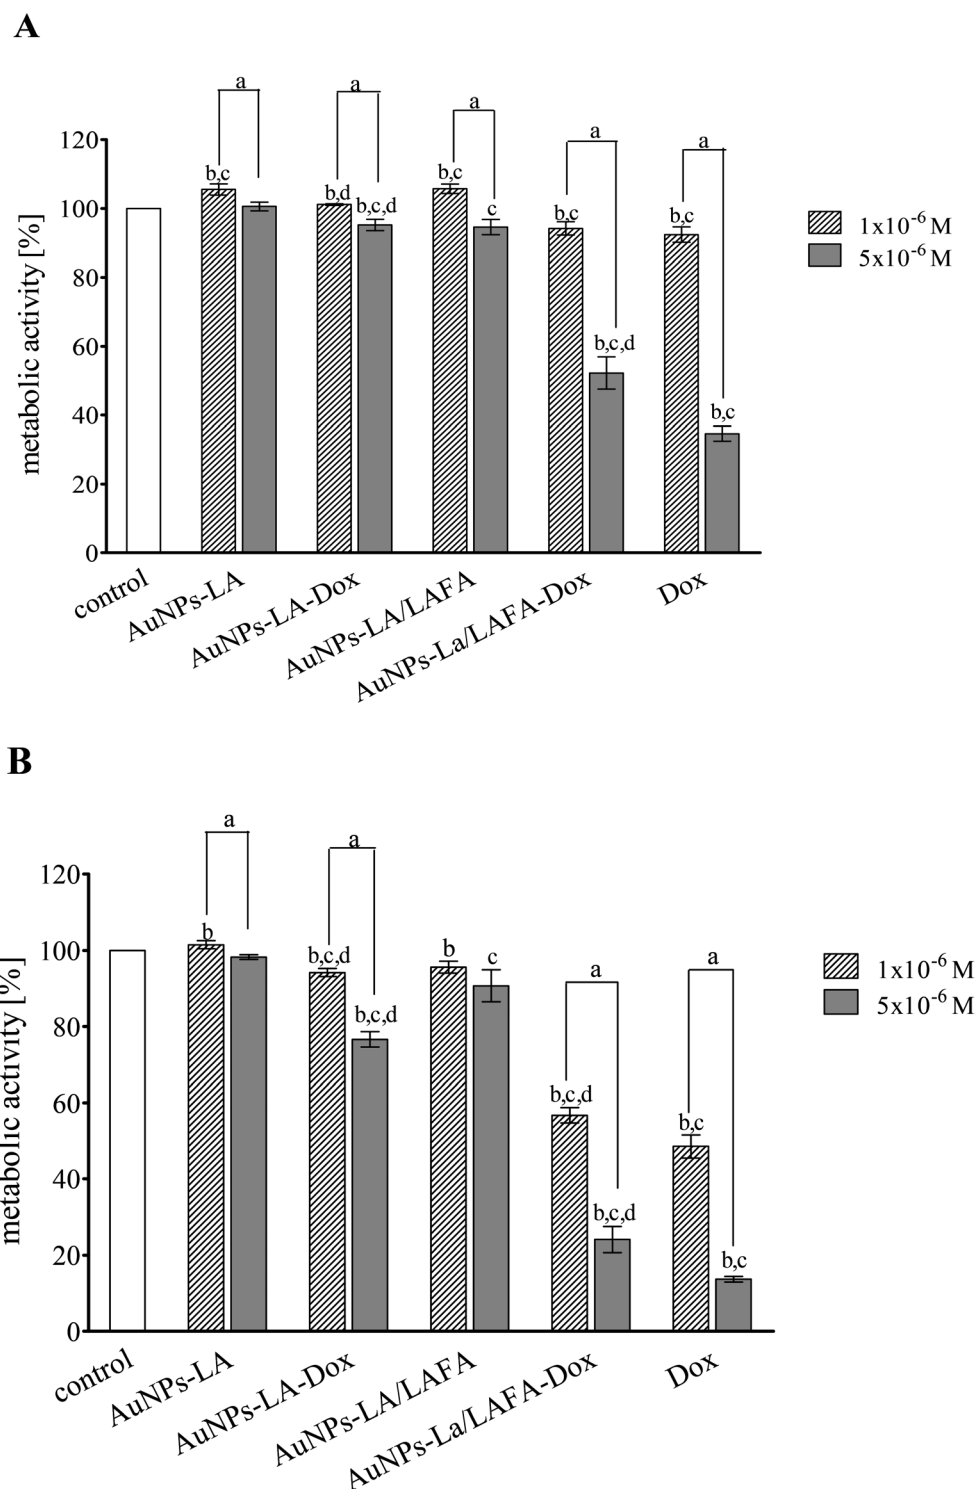 A
a
a
a
a
a
120
100
80
60
40
20
0
metabolic activity [%]
b,c
b,d
b,c,d
b,c
c
b,c
b,c,d
b,c
b,c
1x10-6 M
5x10-6 M
control
AuNPs-LA
AuNPs-LA-Dox
AuNPs-LA/LAFA
AuNPs-La/LAFA-Dox
Dox
B
a
a
a
a
120
100
80
60
40
20
0
metabolic activity [%]
b
b,c,d
b,c,d
b
c
b,c,d
b,c,d
b,c
b,c
1x10-6 M
5x10-6 M
control
AuNPs-LA
AuNPs-LA-Dox
AuNPs-LA/LAFA
AuNPs-La/LAFA-Dox
Dox